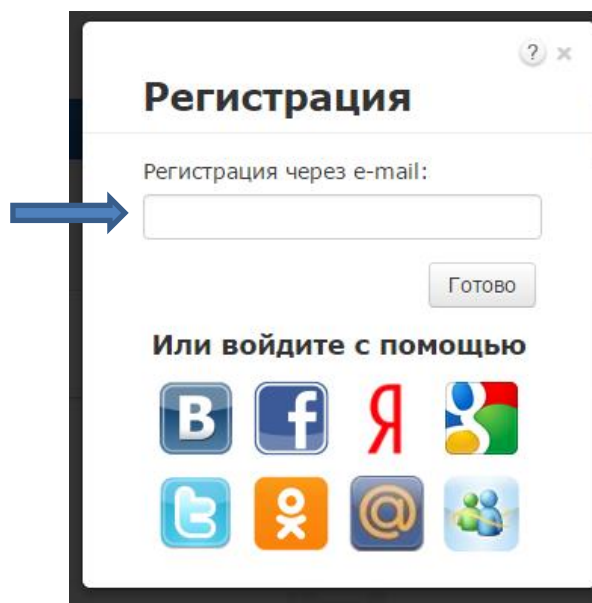 ?
Регистрация
Регистрация через e-mail:
Готово
Или войдите с помощью